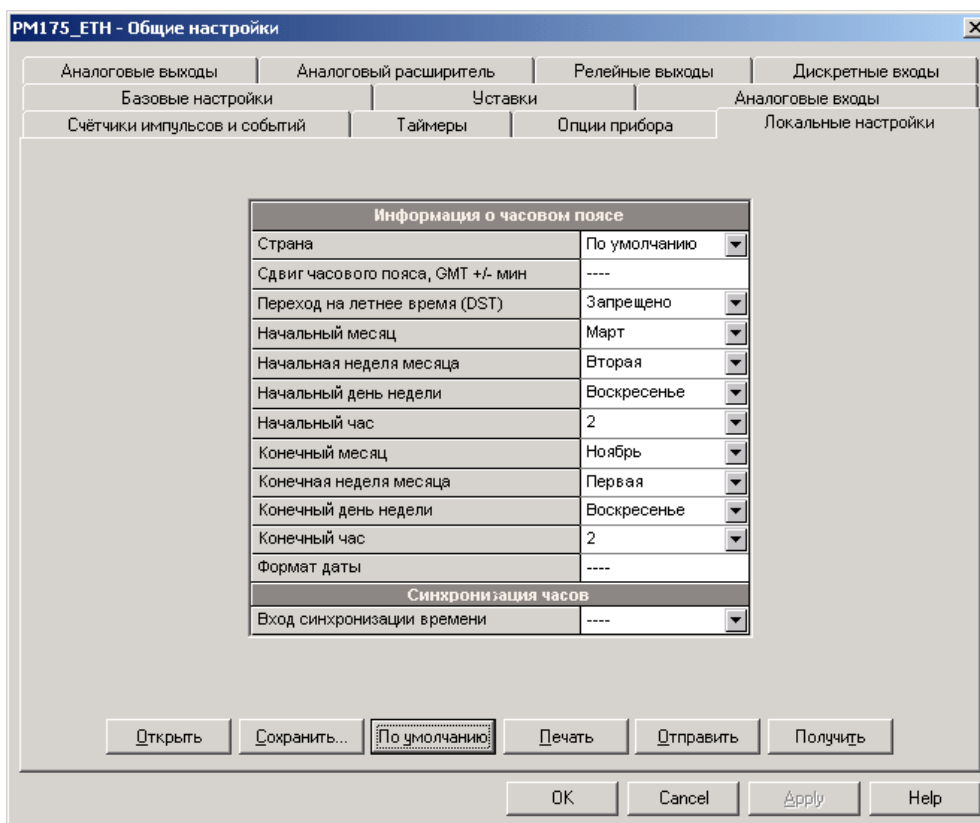 PM175_ETH - Общие настройки
Аналоговые выходы Аналоговый расширитель Релейные выходы Дискретные входы
Базовые настройки Уставки Аналоговые входы
Счётчики импульсов и событий Таймеры Опции прибора Локальные настройки
Информация о часовом поясе
Страна По умолчанию
Сдвиг часового пояса, GMT +/- мин ----
Переход на летнее время (DST) Запрещено
Начальный месяц Март
Начальная неделя месяца Вторая
Начальный день недели Воскресенье
Начальный час 2
Конечный месяц Ноябрь
Конечная неделя месяца Первая
Конечный день недели Воскресенье
Конечный час 2
Формат даты ----
Синхронизация часов
Вход синхронизации времени ----
Открыть Сохранить... По умолчанию Печать Отправить Получить
OK Cancel Apply Help